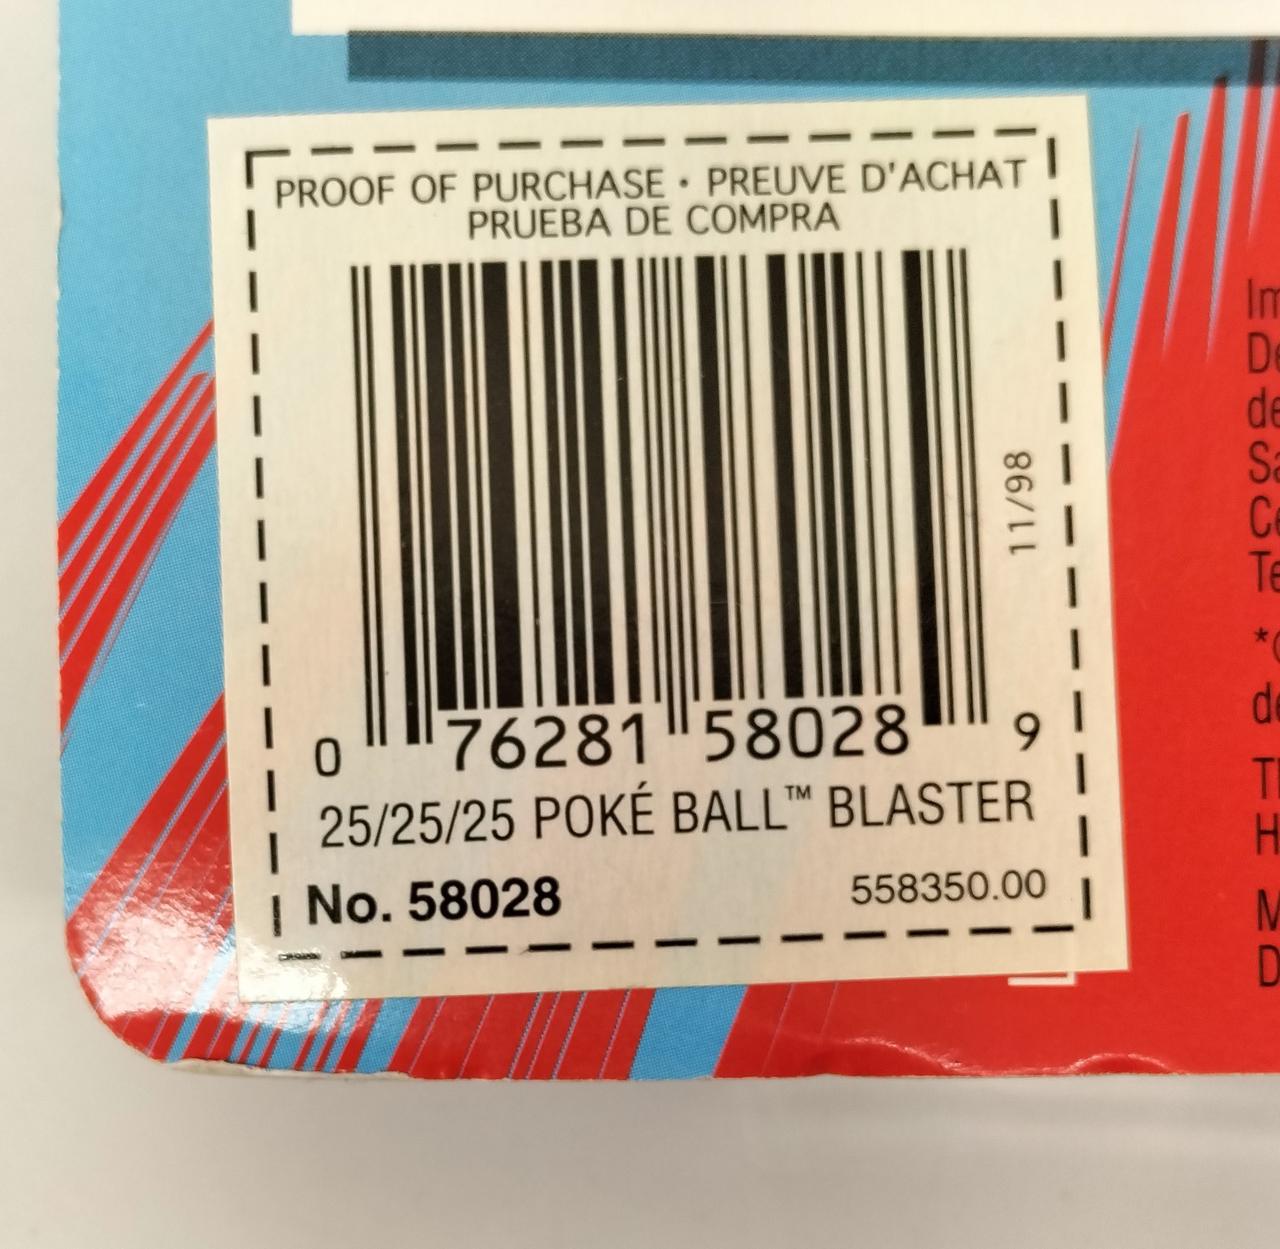 PROOF OF PURCHASE · PREUVE D'ACHAT
PRUEBA DE COMPRA
11/98
0 76281 58028 9
25/25/25 POKÉ BALL™ BLASTER
No. 58028 558350.00